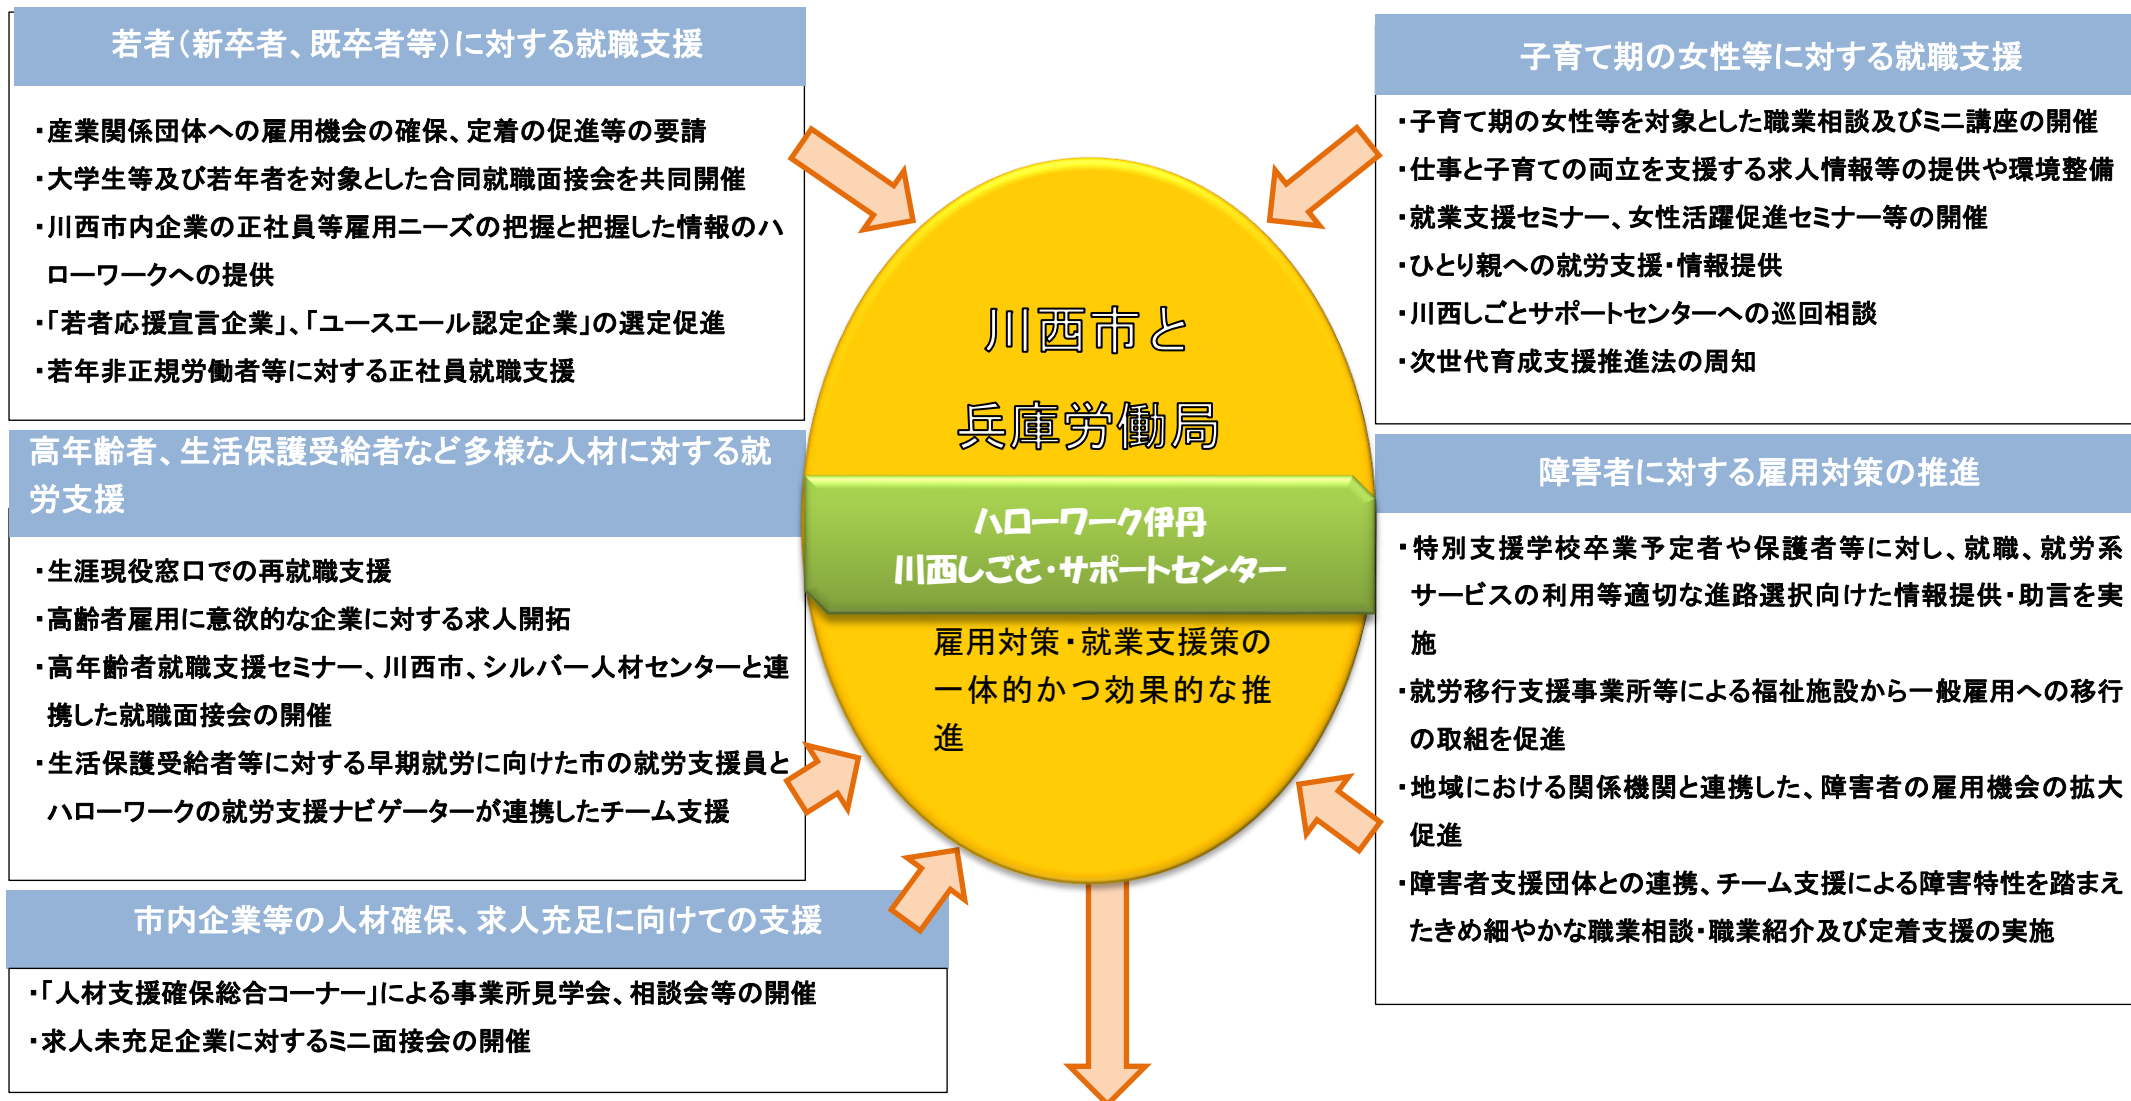 若者(新卒者、既卒者等)に対する就職支援
・産業関係団体への雇用機会の確保、定着の促進等の要請
・大学生等及び若年者を対象とした合同就職面接会を共同開催
・川西市内企業の正社員等雇用ニーズの把握と把握した情報のハ
ローワークへの提供
・「若者応援宣言企業」、「ユースエール認定企業」の選定促進
・若年非正規労働者等に対する正社員就職支援
高年齢者、生活保護受給者など多様な人材に対する就
労支援
・生涯現役窓口での再就職支援
・高齢者雇用に意欲的な企業に対する求人開拓
・高年齢者就職支援セミナー、川西市、シルバー人材センターと連
携した就職面接会の開催
・生活保護受給者等に対する早期就労に向けた市の就労支援員と
ハローワークの就労支援ナビゲーターが連携したチーム支援
市内企業等の人材確保、求人充足に向けての支援
・「人材支援確保総合コーナー」による事業所見学会、相談会等の開催
・求人未充足企業に対するミニ面接会の開催
川西市と
兵庫労働局
ハローワーク伊丹
川西しごと・サポートセンター
雇用対策・就業支援策の
一体的かつ効果的な推
進
子育て期の女性等に対する就職支援
・子育て期の女性等を対象とした職業相談及びミニ講座の開催
・仕事と子育ての両立を支援する求人情報等の提供や環境整備
・就業支援セミナー、女性活躍促進セミナー等の開催
・ひとり親への就労支援・情報提供
・川西しごとサポートセンターへの巡回相談
・次世代育成支援推進法の周知
障害者に対する雇用対策の推進
・特別支援学校卒業予定者や保護者等に対し、就職、就労系
サービスの利用等適切な進路選択向けた情報提供・助言を実
施
・就労移行支援事業所等による福祉施設から一般雇用への移行
の取組を促進
・地域における関係機関と連携した、障害者の雇用機会の拡大
促進
・障害者支援団体との連携、チーム支援による障害特性を踏まえ
たきめ細やかな職業相談・職業紹介及び定着支援の実施